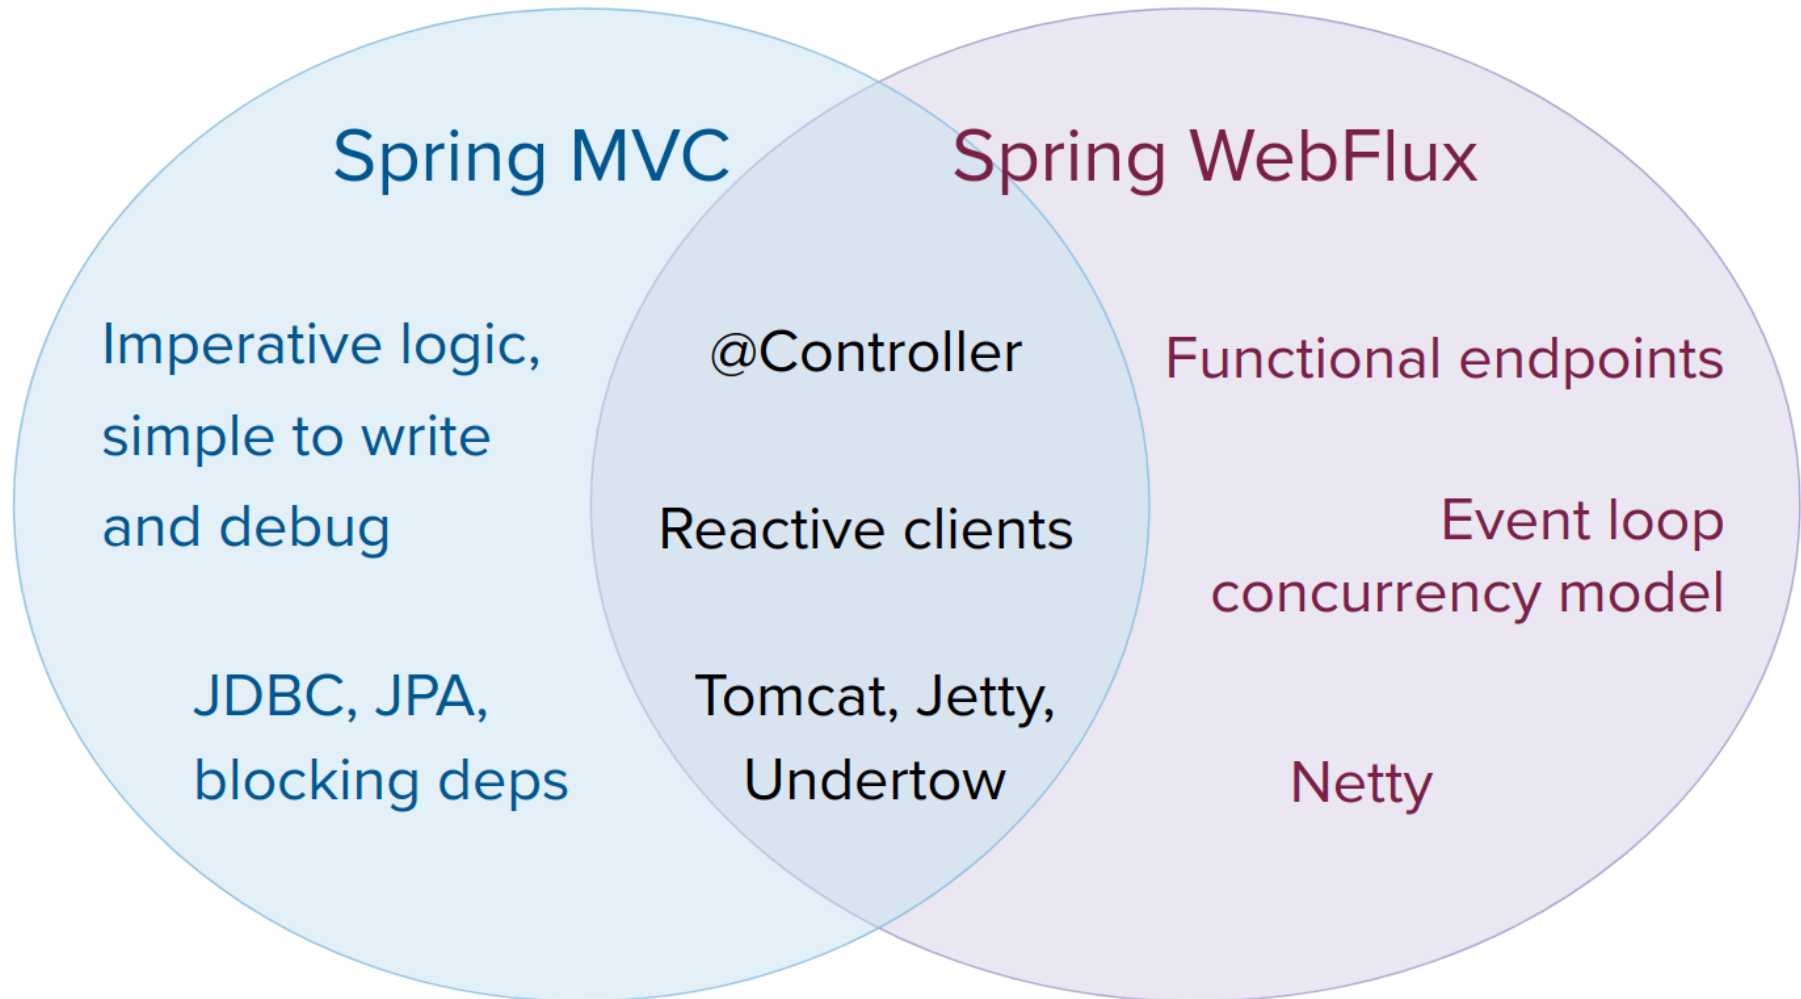 Spring MVC
Spring WebFlux
Imperative logic,
simple to write
and debug
JDBC, JPA,
blocking deps
@Controller
Reactive clients
Tomcat, Jetty,
Undertow
Functional endpoints
Event loop
concurrency model
Netty